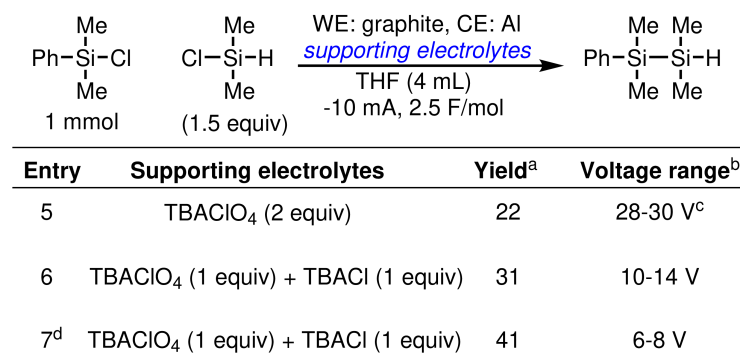 Me
Ph Si Cl
Me
1 mmol
Me
Cl Si H
Me
(1.5 equiv)
WE: graphite, CE: Al
supporting electrolytes
THF (4 mL)
-10 mA, 2.5 F/mol
Me Me
Ph Si Si H
Me Me
Entry Supporting electrolytes Yieldᵃ Voltage rangeᵇ
5 TBAClO₄ (2 equiv) 22 28-30 Vᶜ
6 TBAClO₄ (1 equiv) + TBACl (1 equiv) 31 10-14 V
7ᵈ TBAClO₄ (1 equiv) + TBACl (1 equiv) 41 6-8 V